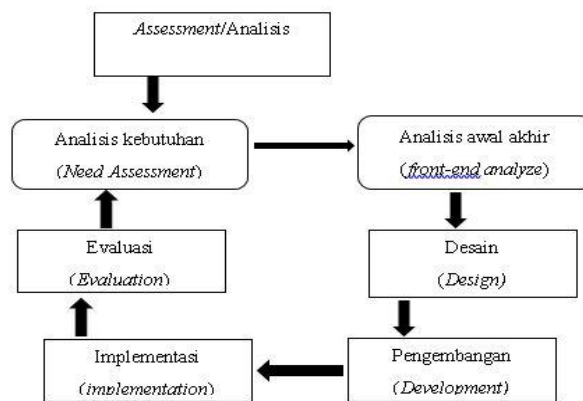 Assessment/Analisis
Analisis kebutuhan
(Need Assessment)
Analisis awal akhir
(front-end analyze)
Evaluasi
(Evaluation)
Desain
(Design)
Implementasi
(implementation)
Pengembangan
(Development)